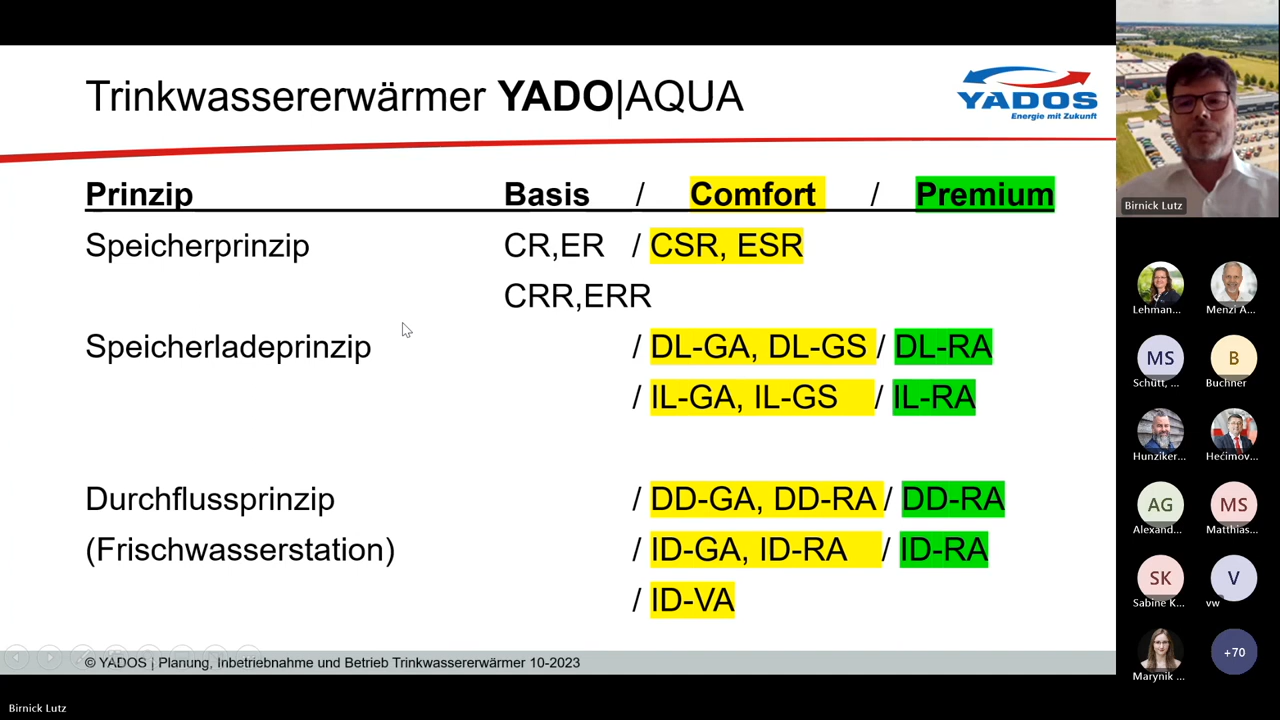 Trinkwassererwärmer YADO|AQUA
YADOS
Energie mit Zukunft
Prinzip Basis / Comfort / Premium
Speicherprinzip CR,ER / CSR, ESR
CRR,ERR
Speicherladeprinzip / DL-GA, DL-GS / DL-RA
/ IL-GA, IL-GS / IL-RA
Durchflussprinzip / DD-GA, DD-RA / DD-RA
(Frischwasserstation) / ID-GA, ID-RA / ID-RA
/ ID-VA
© YADOS | Planung, Inbetriebnahme und Betrieb Trinkwassererwärmer 10-2023
Birnick Lutz
Lehman... Menzi A...
MS B
Schütt, ... Buchner
Hunziker... Hećimov...
AG MS
Alexand... Matthias...
SK V
Sabine K... vw
Marynik ... +70
Birnick Lutz